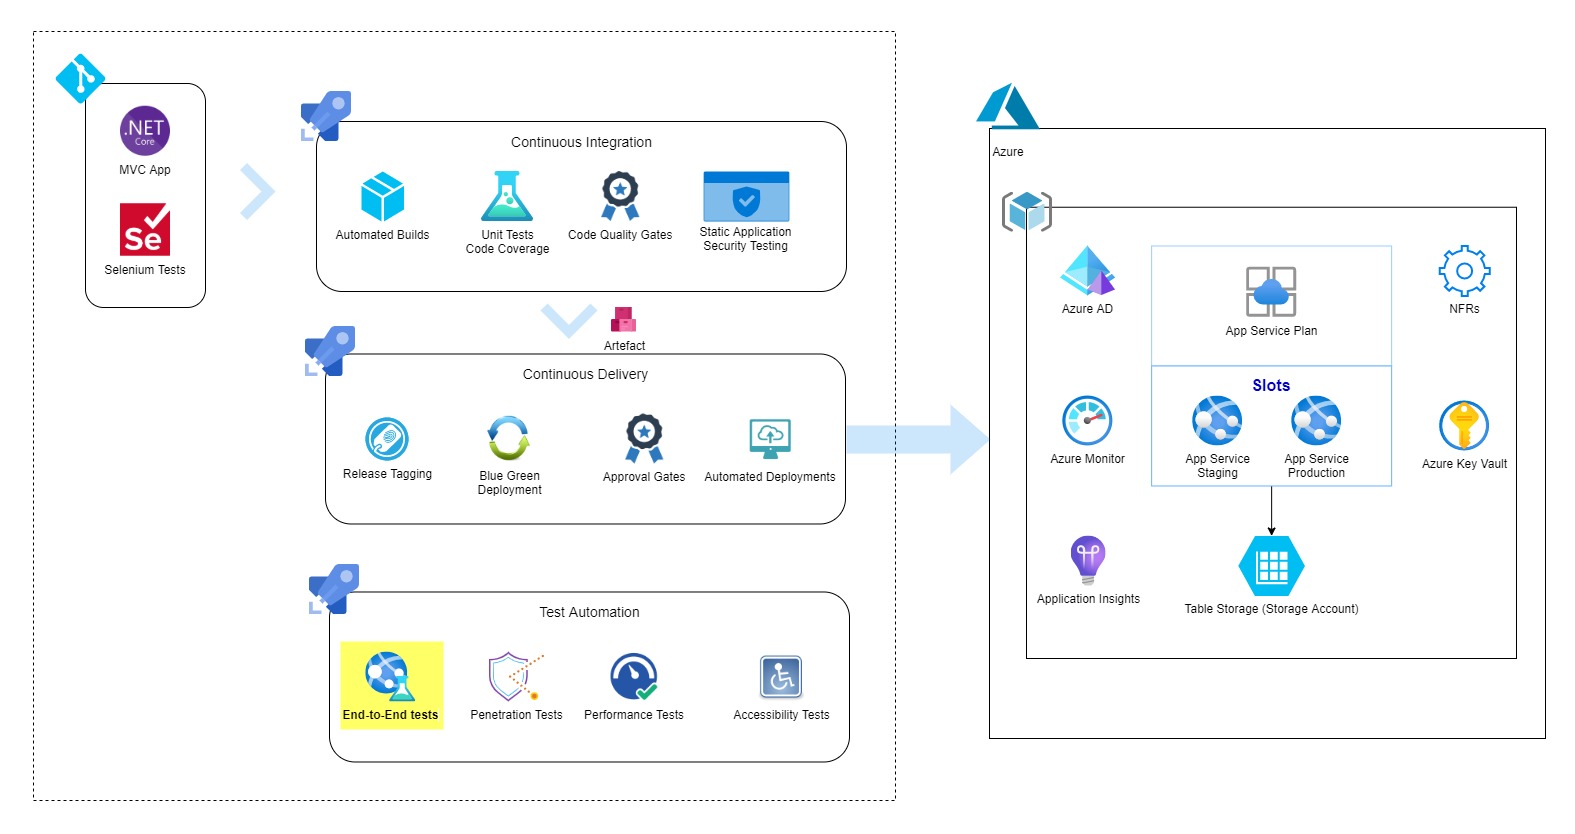 .NET
Core
MVC App
Se
Selenium Tests
Continuous Integration
Automated Builds
Unit Tests
Code Coverage
Code Quality Gates
Static Application
Security Testing
Artefact
Continuous Delivery
Release Tagging
Blue Green
Deployment
Approval Gates
Automated Deployments
Test Automation
End-to-End tests
Penetration Tests
Performance Tests
Accessibility Tests
Azure
Azure AD
App Service Plan
NFRs
Slots
Azure Monitor
App Service
Staging
App Service
Production
Azure Key Vault
Application Insights
Table Storage (Storage Account)